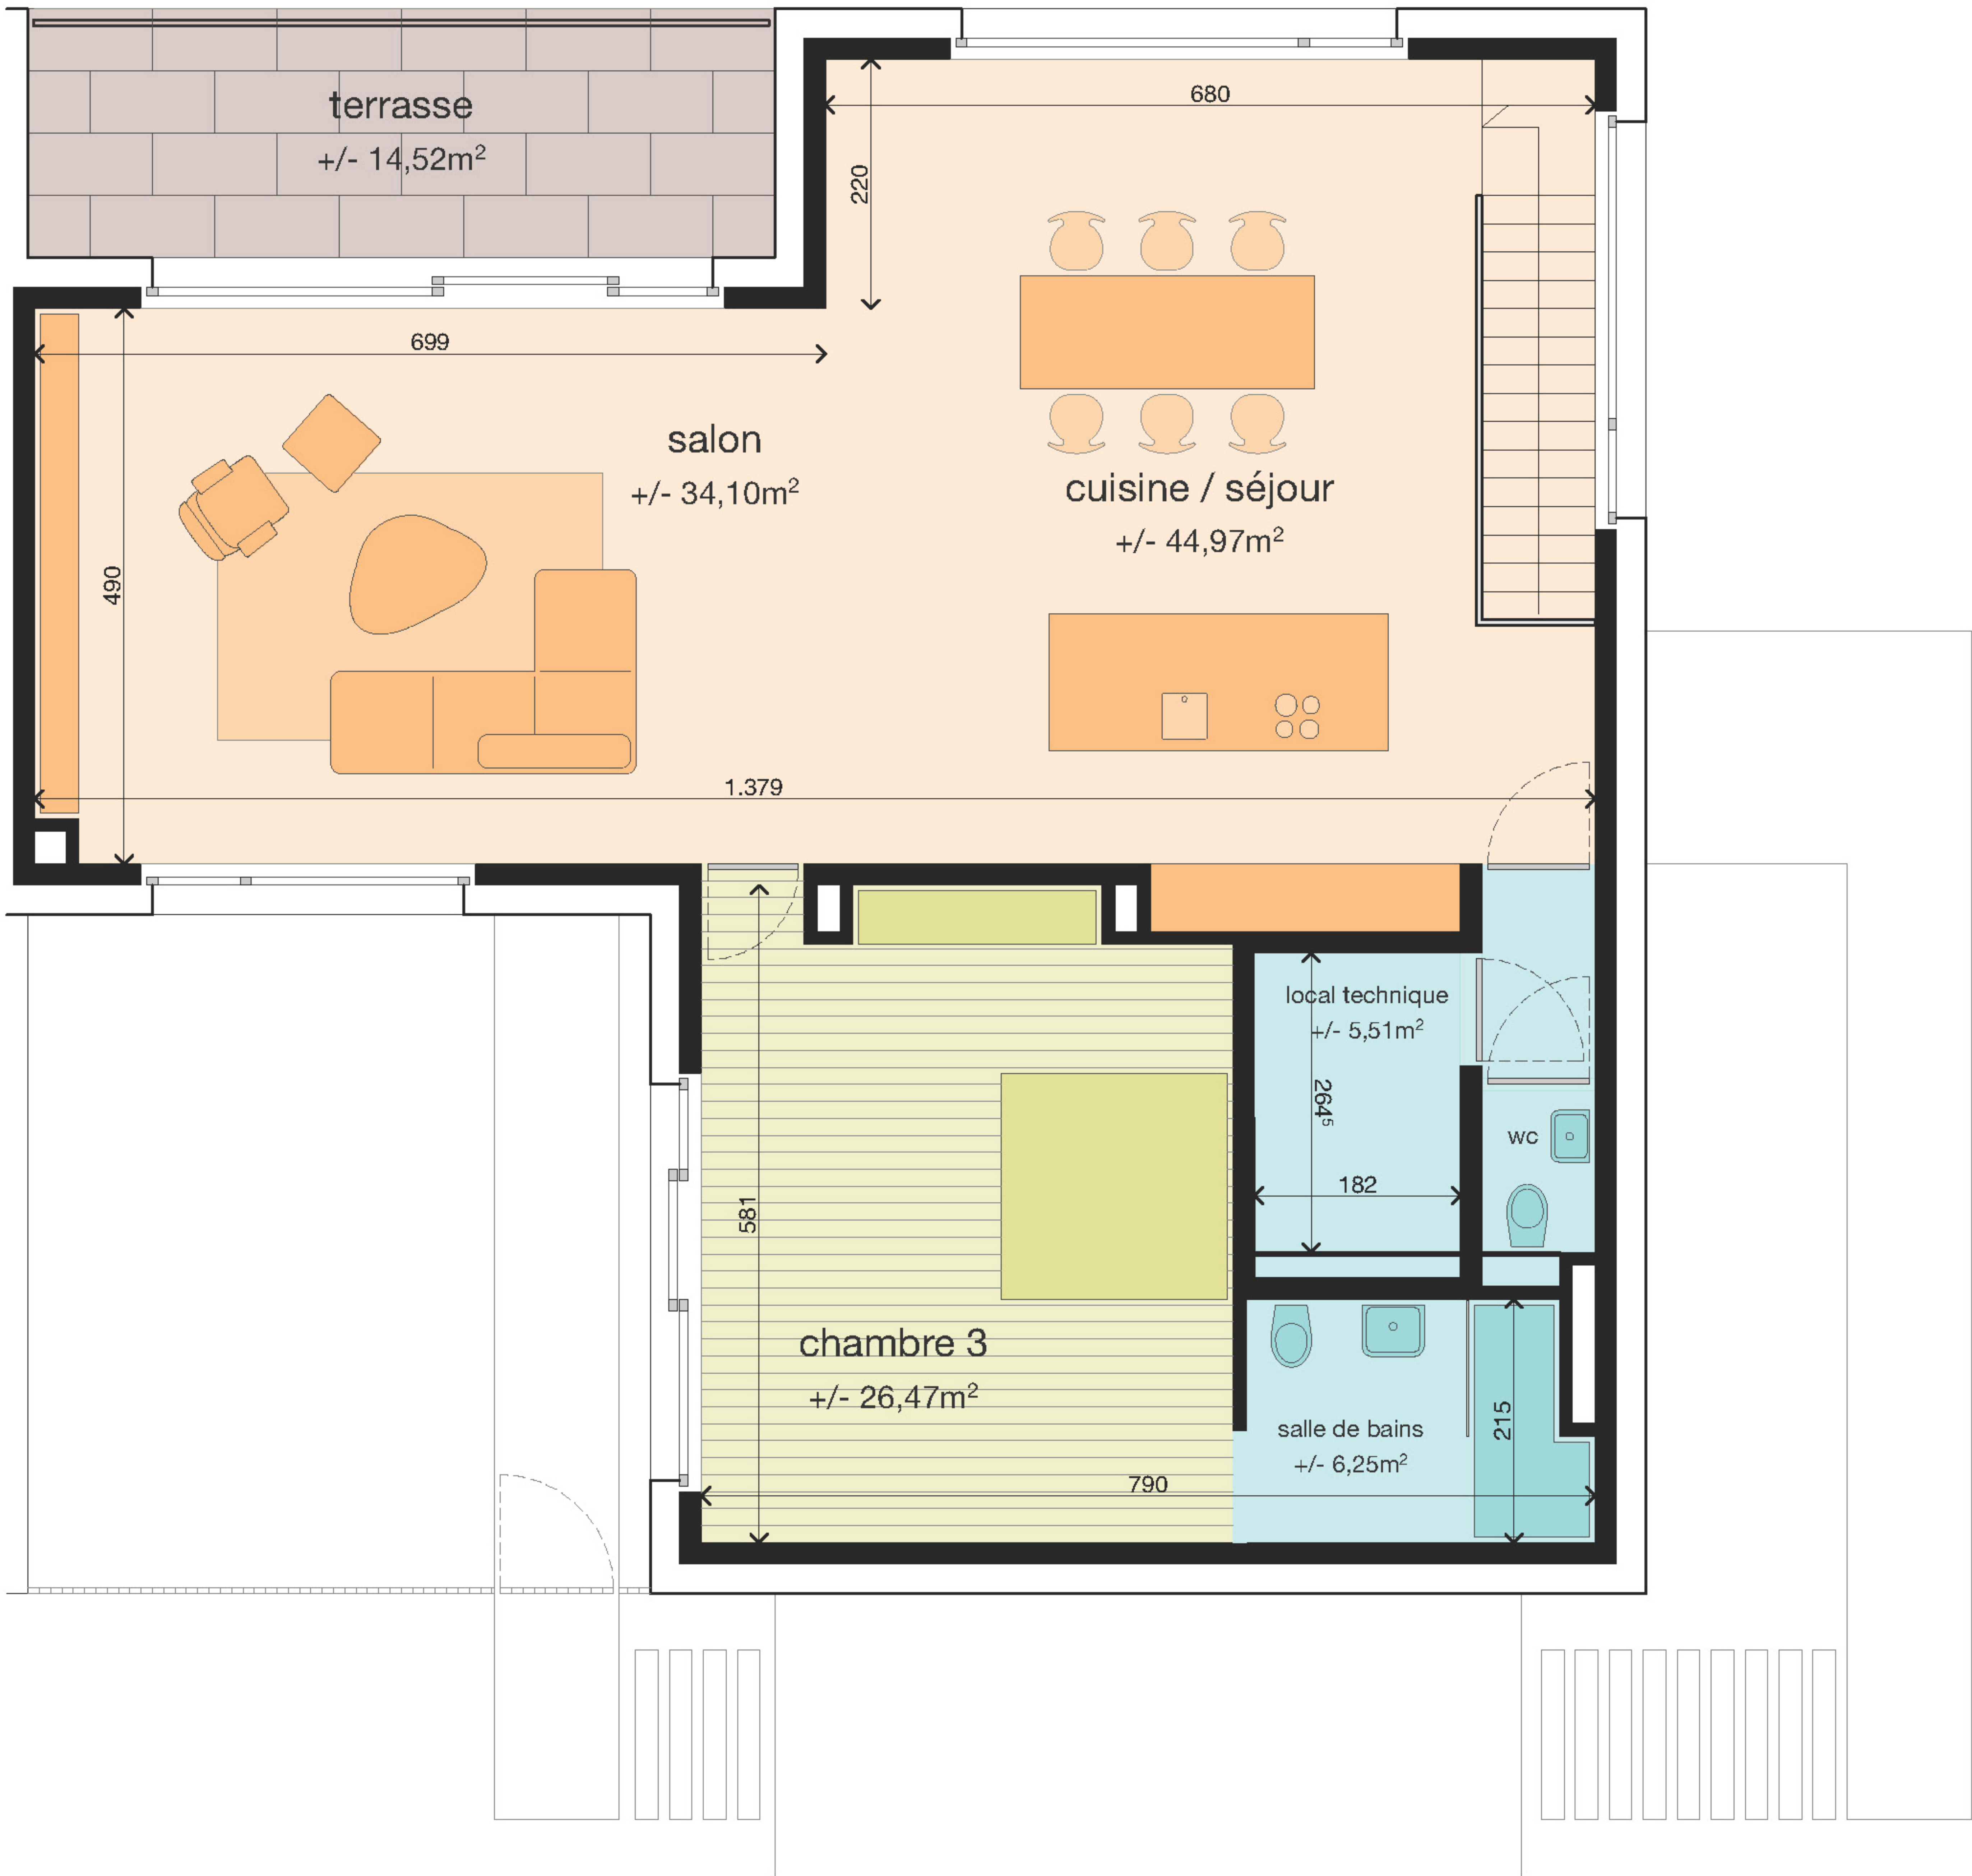 terrasse
+/- 14,52m²
680
220
699
salon
+/- 34,10m²
cuisine / séjour
+/- 44,97m²
490
1.379
local technique
+/- 5,51m²
264⁵
wc
182
581
chambre 3
+/- 26,47m²
salle de bains
+/- 6,25m²
215
790